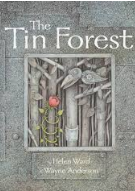 The
Tin Forest
Helen Ward
Wayne Anderson